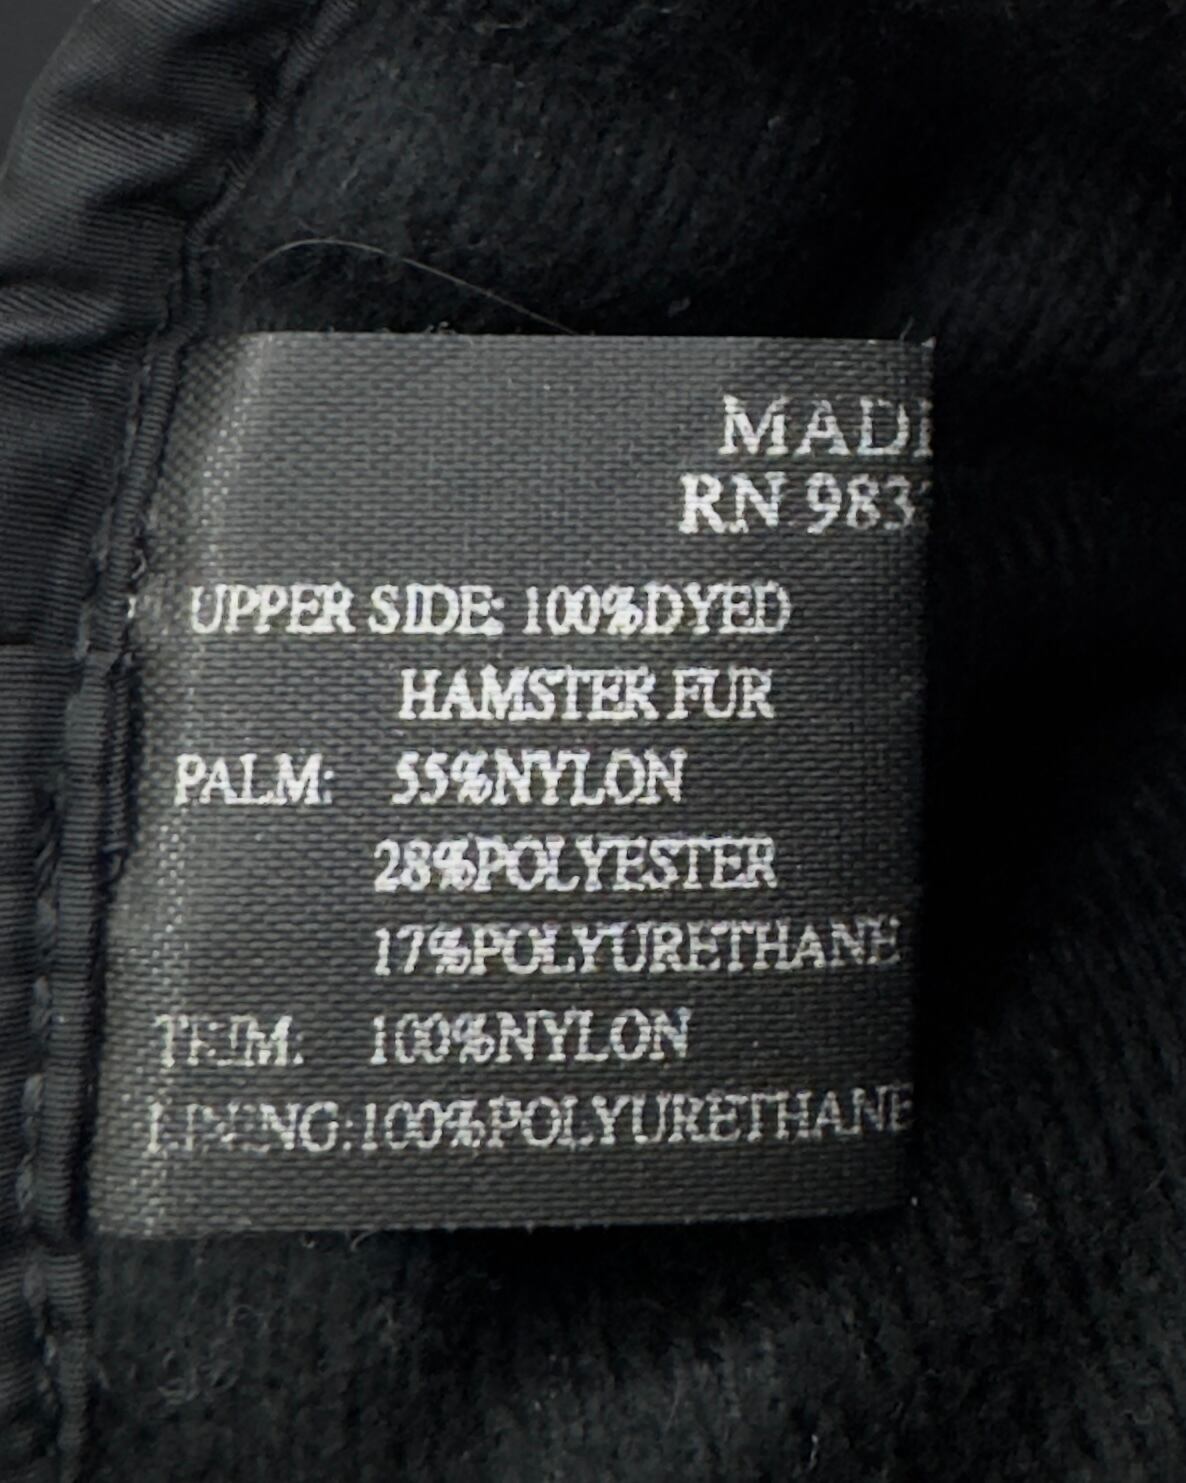 MADE
RN 983
UPPER SIDE: 100%DYED
HAMSTER FUR
PALM: 55%NYLON
28%POLYESTER
17%POLYURETHANE
TRIM: 100%NYLON
LINING:100%POLYURETHANE